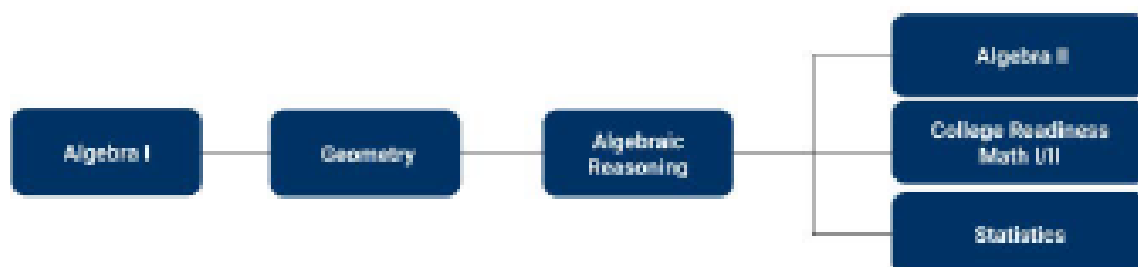 Algebra I
Geometry
Algebraic
Reasoning
Algebra II
College Readiness
Math I/II
Statistics